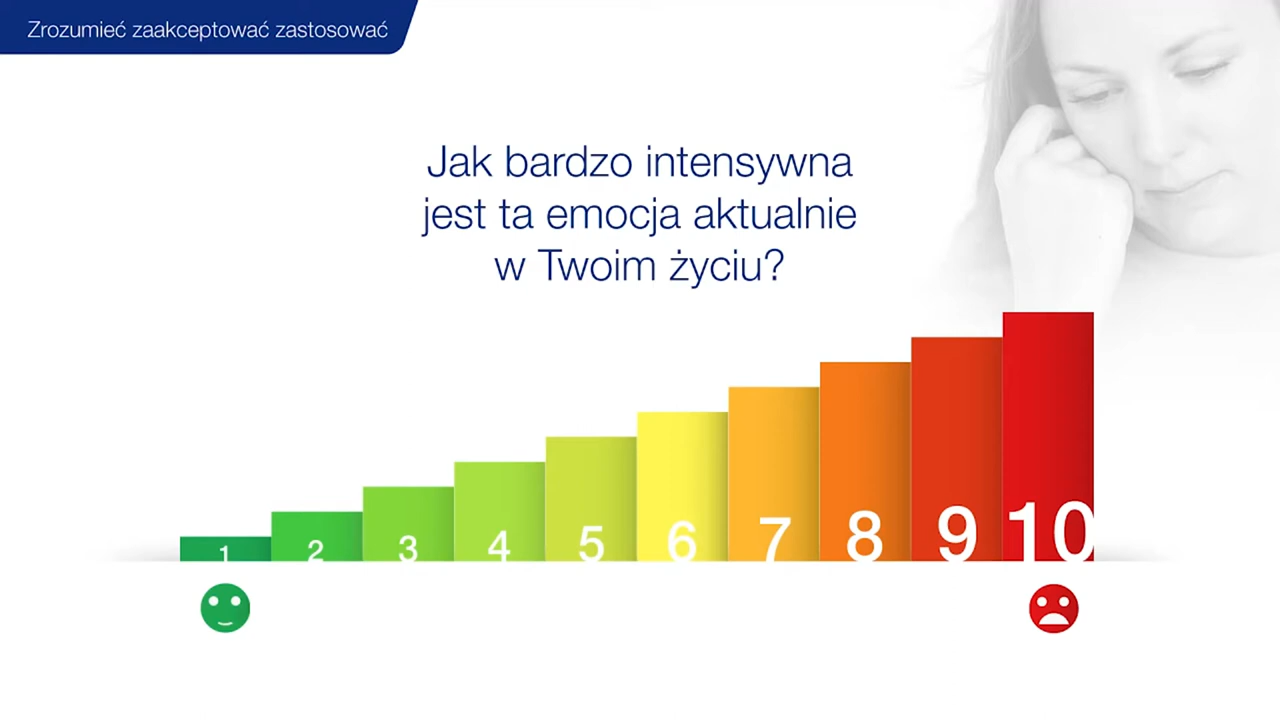 Zrozumieć zaakceptować zastosować
Jak bardzo intensywna
jest ta emocja aktualnie
w Twoim życiu?
1 2 3 4 5 6 7 8 9 10